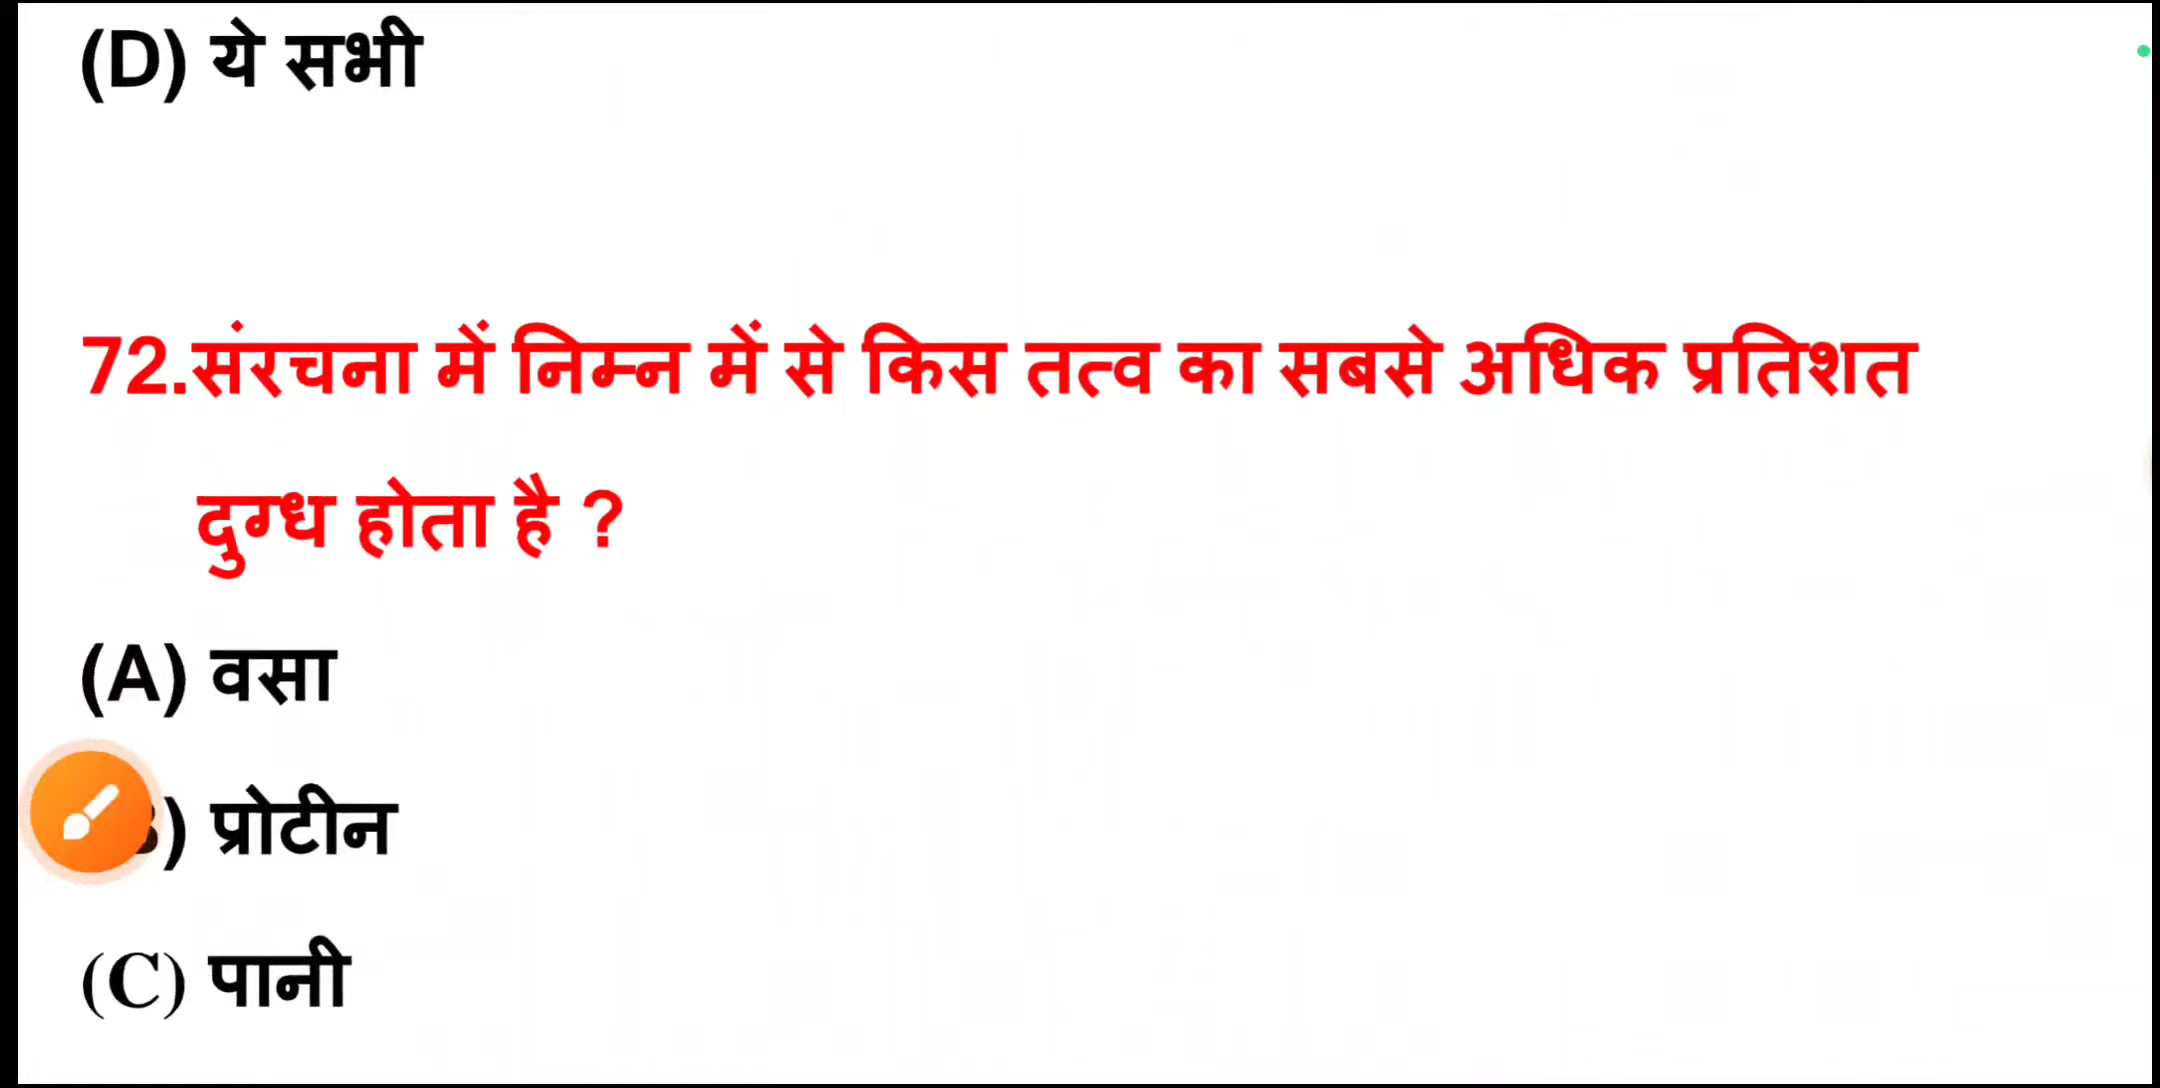 (D) ये सभी
72.संरचना में निम्न में से किस तत्व का सबसे अधिक प्रतिशत
दुग्ध होता है ?
(A) वसा
) प्रोटीन
(C) पानी